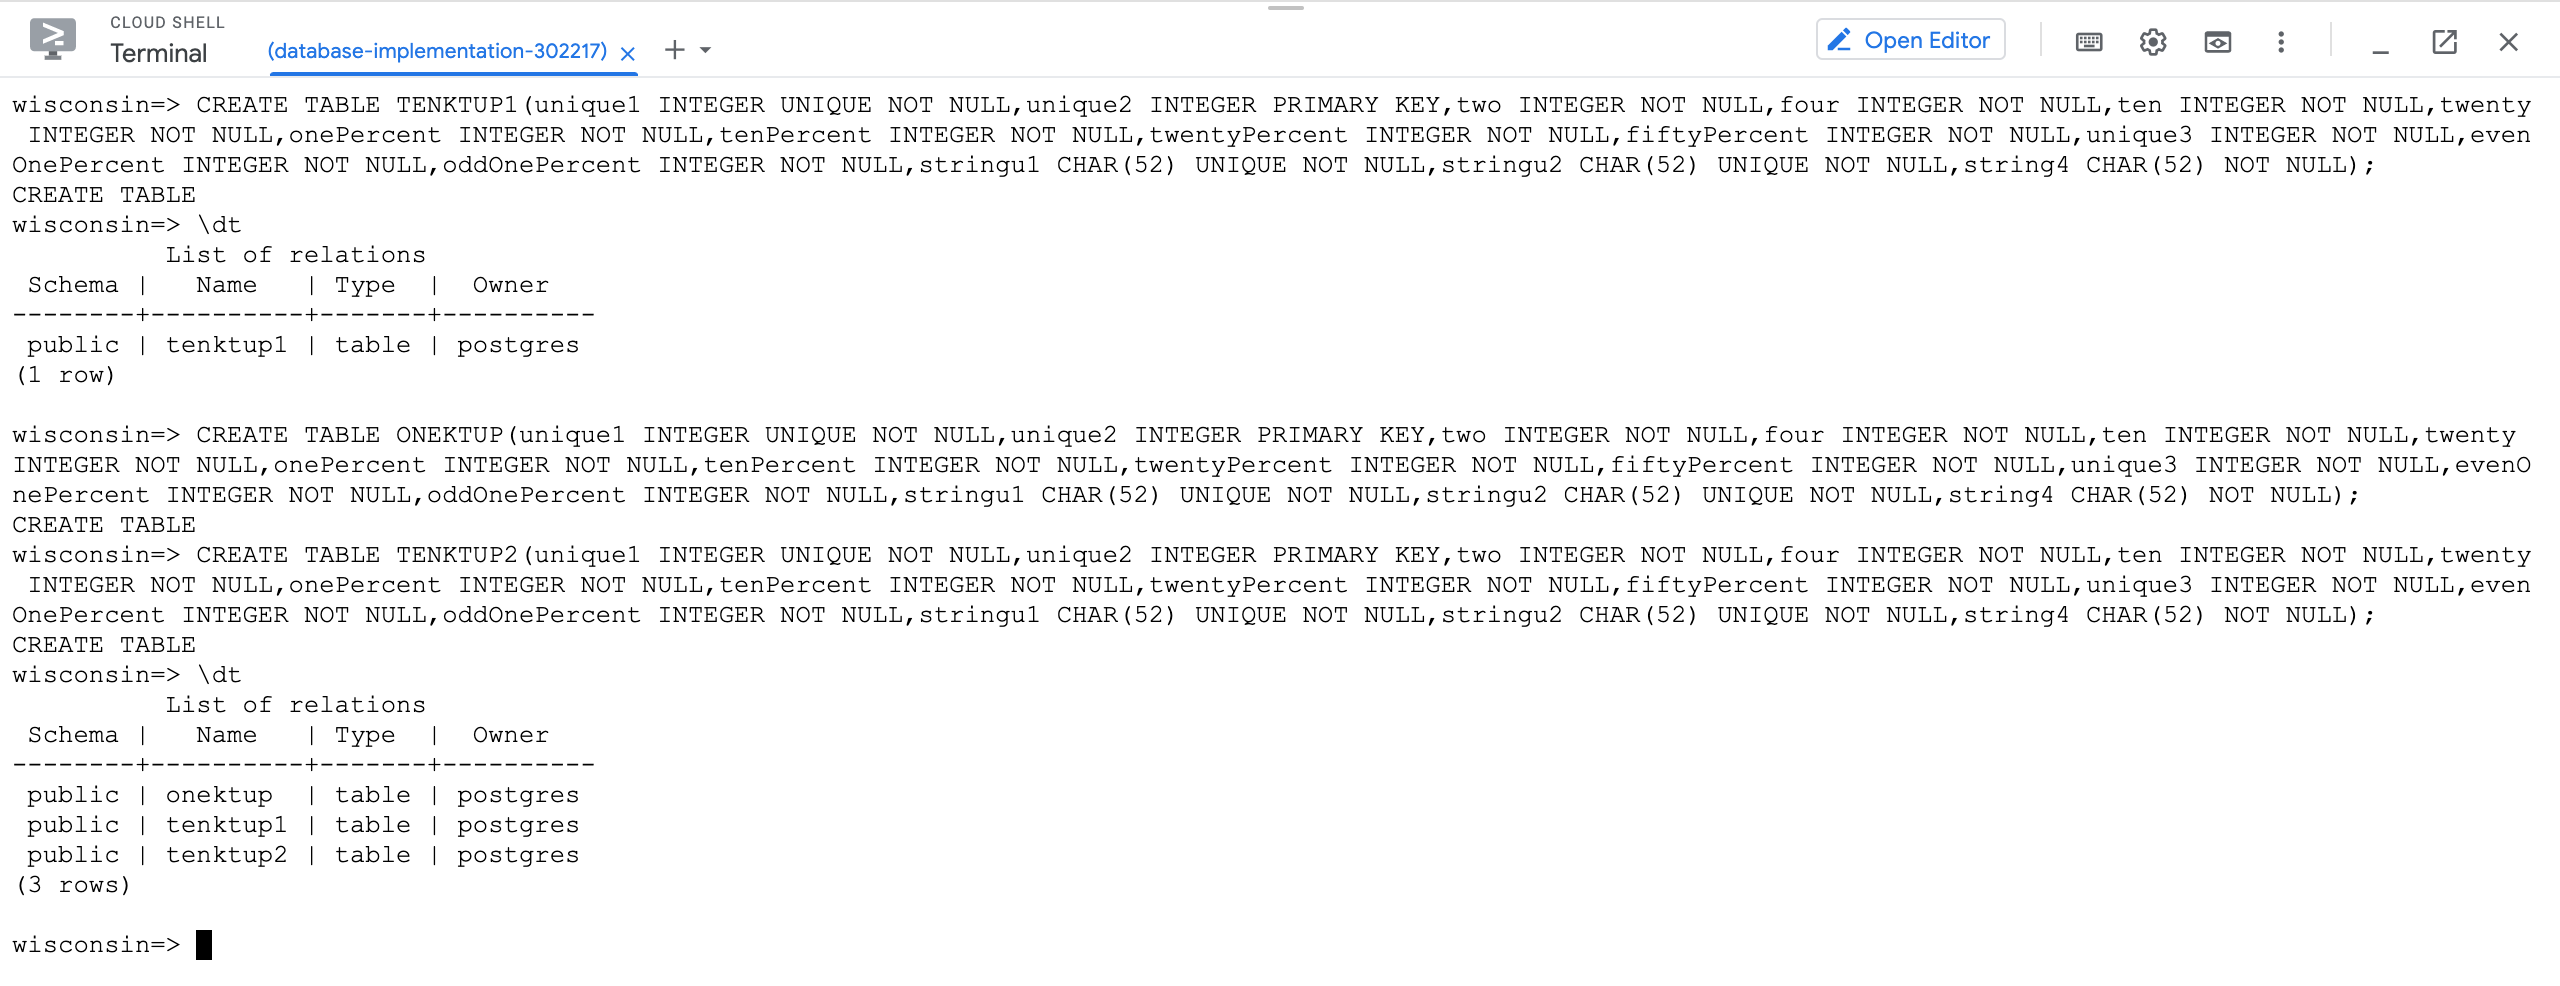 CLOUD SHELL
Terminal
(database-implementation-302217)
Open Editor
wisconsin=> CREATE TABLE TENKTUP1(unique1 INTEGER UNIQUE NOT NULL,unique2 INTEGER PRIMARY KEY,two INTEGER NOT NULL,four INTEGER NOT NULL,ten INTEGER NOT NULL,twenty
 INTEGER NOT NULL,onePercent INTEGER NOT NULL,tenPercent INTEGER NOT NULL,twentyPercent INTEGER NOT NULL,fiftyPercent INTEGER NOT NULL,unique3 INTEGER NOT NULL,even
OnePercent INTEGER NOT NULL,oddOnePercent INTEGER NOT NULL,stringu1 CHAR(52) UNIQUE NOT NULL,stringu2 CHAR(52) UNIQUE NOT NULL,string4 CHAR(52) NOT NULL);
CREATE TABLE
wisconsin=> \dt
          List of relations
 Schema |   Name   | Type  |  Owner
--------+----------+-------+----------
 public | tenktup1 | table | postgres
(1 row)
wisconsin=> CREATE TABLE ONEKTUP(unique1 INTEGER UNIQUE NOT NULL,unique2 INTEGER PRIMARY KEY,two INTEGER NOT NULL,four INTEGER NOT NULL,ten INTEGER NOT NULL,twenty
INTEGER NOT NULL,onePercent INTEGER NOT NULL,tenPercent INTEGER NOT NULL,twentyPercent INTEGER NOT NULL,fiftyPercent INTEGER NOT NULL,unique3 INTEGER NOT NULL,evenO
nePercent INTEGER NOT NULL,oddOnePercent INTEGER NOT NULL,stringu1 CHAR(52) UNIQUE NOT NULL,stringu2 CHAR(52) UNIQUE NOT NULL,string4 CHAR(52) NOT NULL);
CREATE TABLE
wisconsin=> CREATE TABLE TENKTUP2(unique1 INTEGER UNIQUE NOT NULL,unique2 INTEGER PRIMARY KEY,two INTEGER NOT NULL,four INTEGER NOT NULL,ten INTEGER NOT NULL,twenty
 INTEGER NOT NULL,onePercent INTEGER NOT NULL,tenPercent INTEGER NOT NULL,twentyPercent INTEGER NOT NULL,fiftyPercent INTEGER NOT NULL,unique3 INTEGER NOT NULL,even
OnePercent INTEGER NOT NULL,oddOnePercent INTEGER NOT NULL,stringu1 CHAR(52) UNIQUE NOT NULL,stringu2 CHAR(52) UNIQUE NOT NULL,string4 CHAR(52) NOT NULL);
CREATE TABLE
wisconsin=> \dt
          List of relations
 Schema |   Name   | Type  |  Owner
--------+----------+-------+----------
 public | onektup  | table | postgres
 public | tenktup1 | table | postgres
 public | tenktup2 | table | postgres
(3 rows)
wisconsin=>